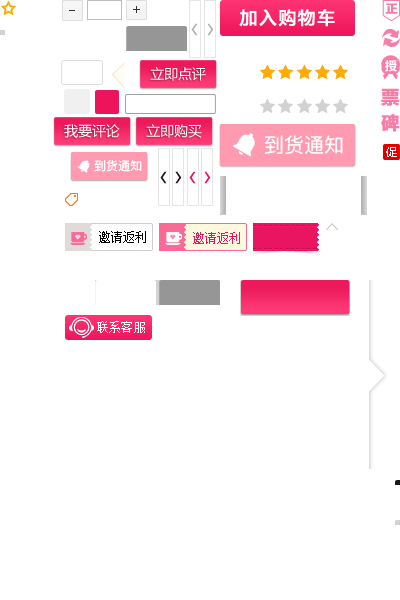 − +
加入购物车
正
立即点评
授
我要评论
立即购买
票
碑
到货通知
到货通知
促
邀请返利
邀请返利
联系客服